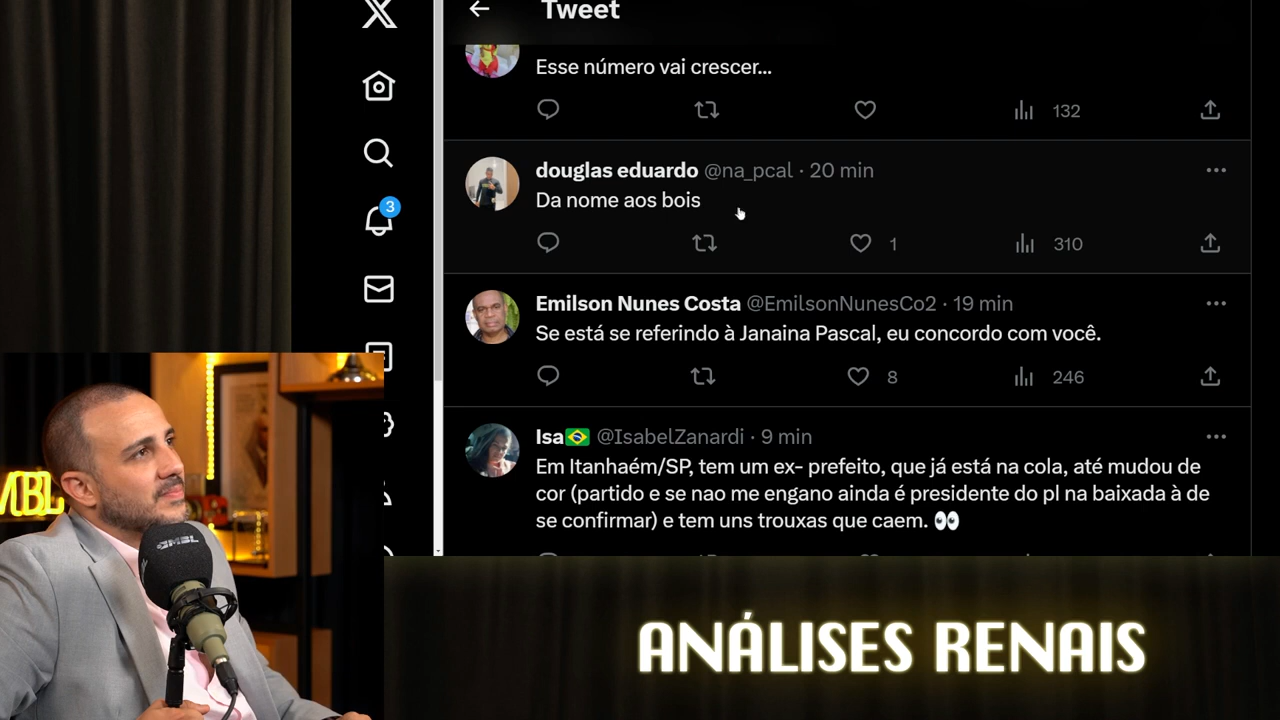 Tweet
Esse número vai crescer...
132
douglas eduardo @na_pcal · 20 min
Da nome aos bois
1 310
3
Emilson Nunes Costa @EmilsonNunesCo2 · 19 min
Se está se referindo à Janaina Pascal, eu concordo com você.
8 246
Isa🇧🇷 @IsabelZanardi · 9 min
Em Itanhaém/SP, tem um ex- prefeito, que já está na cola, até mudou de
cor (partido e se nao me engano ainda é presidente do pl na baixada à de
se confirmar) e tem uns trouxas que caem. 👀
MBL
MBL
ANÁLISES RENAIS